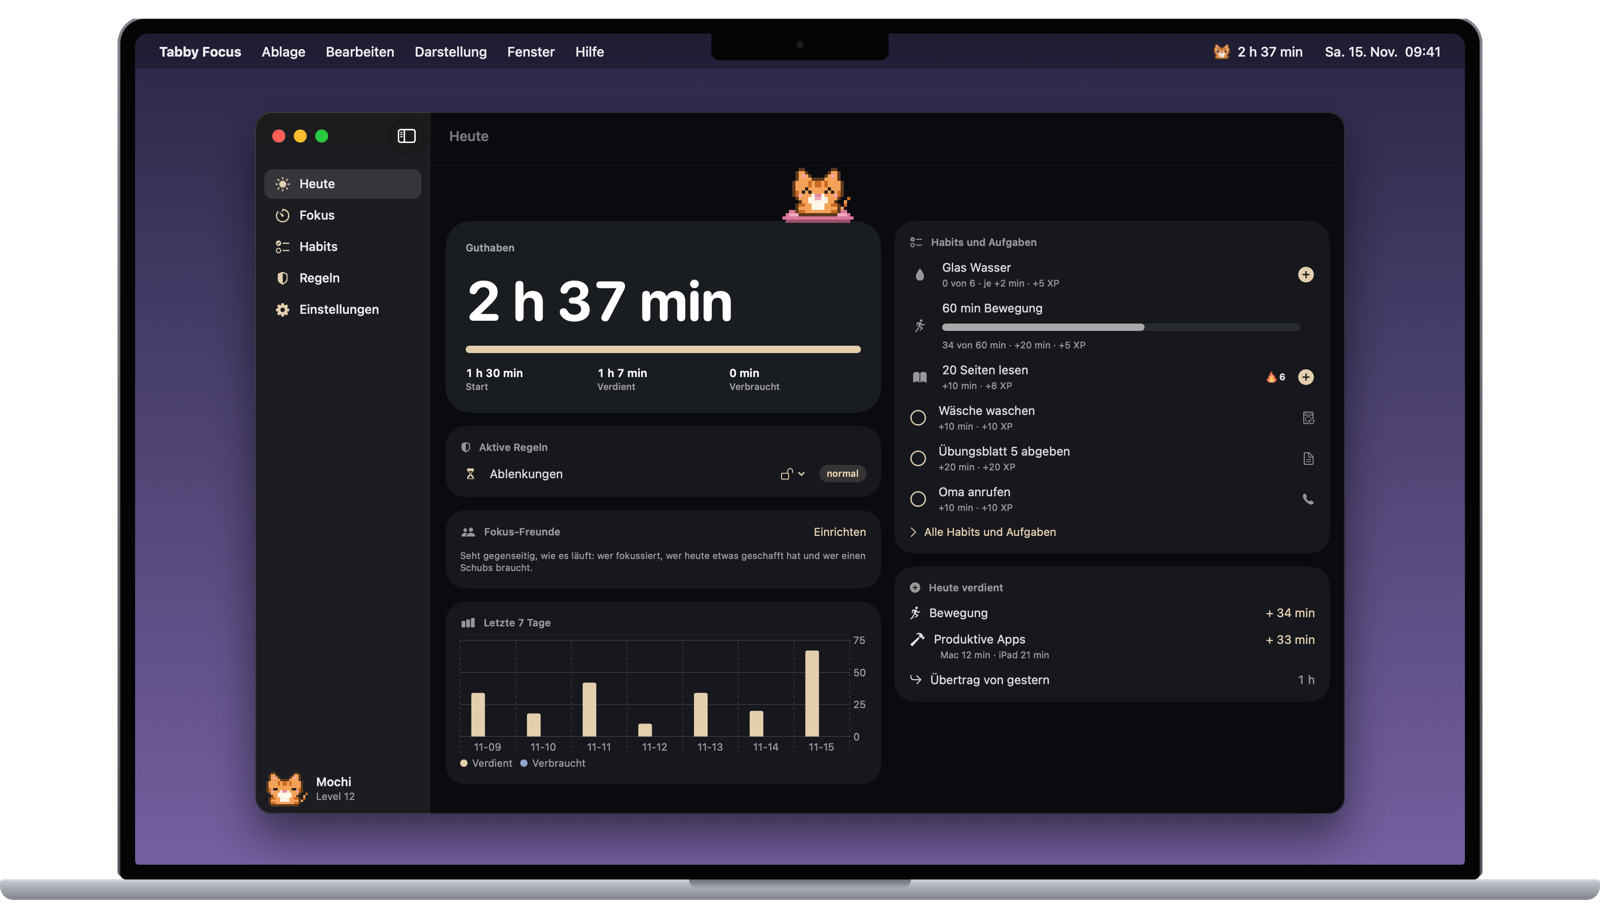 Tabby Focus Ablage Bearbeiten Darstellung Fenster Hilfe
2 h 37 min Sa. 15. Nov. 09:41
Heute
Fokus
Habits
Regeln
Einstellungen
Mochi
Level 12
Heute
Guthaben
2 h 37 min
1 h 30 min 1 h 7 min 0 min
Start Verdient Verbraucht
Aktive Regeln
Ablenkungen normal
Fokus-Freunde Einrichten
Seht gegenseitig, wie es läuft: wer fokussiert, wer heute etwas geschafft hat und wer einen
Schubs braucht.
Letzte 7 Tage
75
50
25
0
11-09 11-10 11-11 11-12 11-13 11-14 11-15
Verdient Verbraucht
Habits und Aufgaben
Glas Wasser
0 von 6 · je +2 min · +5 XP
60 min Bewegung
34 von 60 min · +20 min · +5 XP
20 Seiten lesen 6
+10 min · +8 XP
Wäsche waschen
+10 min · +10 XP
Übungsblatt 5 abgeben
+20 min · +20 XP
Oma anrufen
+10 min · +10 XP
Alle Habits und Aufgaben
Heute verdient
Bewegung + 34 min
Produktive Apps + 33 min
Mac 12 min · iPad 21 min
Übertrag von gestern 1 h